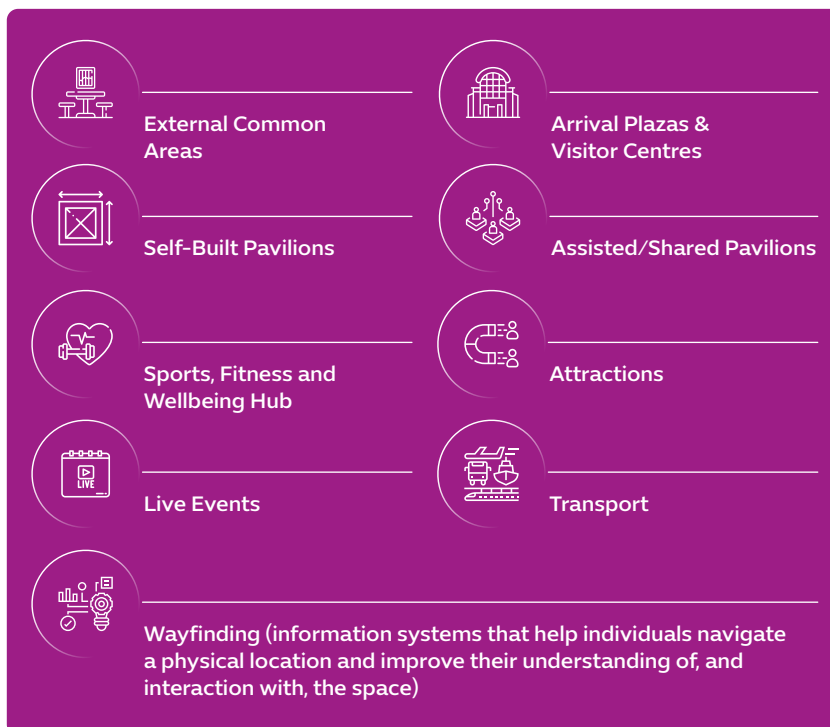 External Common
Areas
Arrival Plazas &
Visitor Centres
Self-Built Pavilions
Assisted/Shared Pavilions
Sports, Fitness and
Wellbeing Hub
Attractions
LIVE
Live Events
Transport
Wayfinding (information systems that help individuals navigate
a physical location and improve their understanding of, and
interaction with, the space)